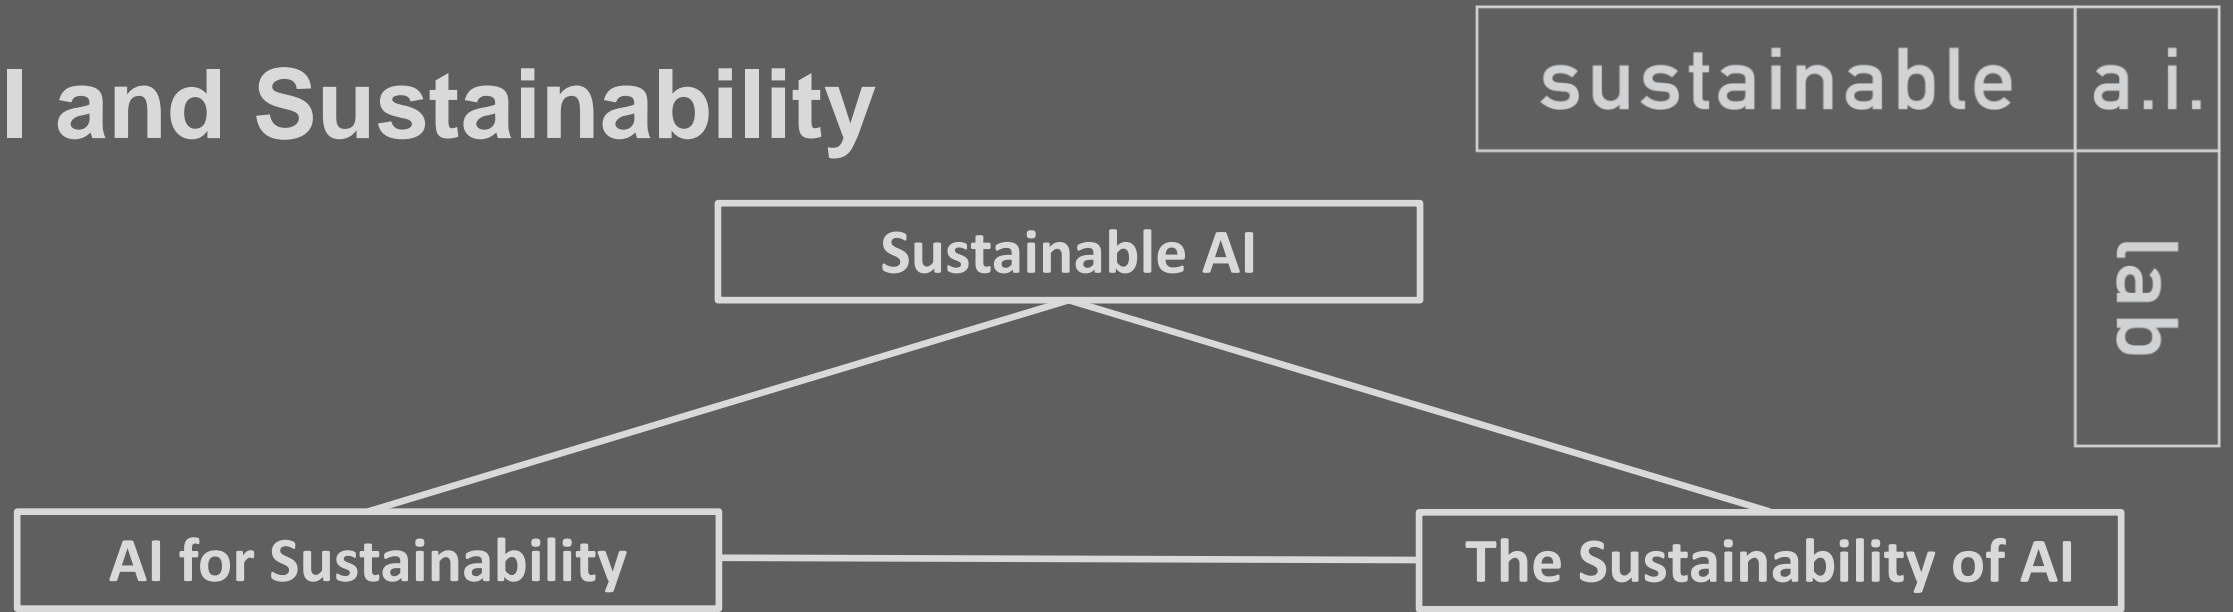 I and Sustainability
sustainable a.i.
lab
Sustainable AI
AI for Sustainability
The Sustainability of AI